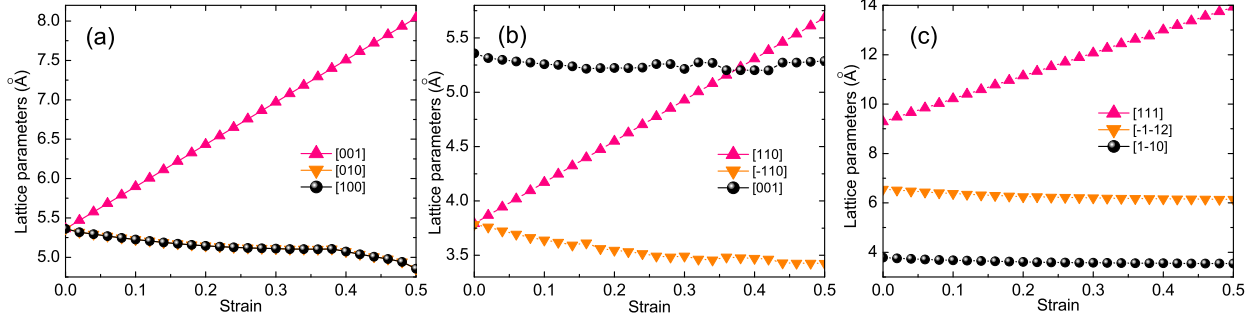 (a)
Lattice parameters (Å)
8.0
7.5
7.0
6.5
6.0
5.5
5.0
[001]
[010]
[100]
0.0 0.1 0.2 0.3 0.4 0.5
Strain
(b)
Lattice parameters (Å)
5.5
5.0
4.5
4.0
3.5
[110]
[-110]
[001]
0.0 0.1 0.2 0.3 0.4 0.5
Strain
(c)
Lattice parameters (Å)
14
12
10
8
6
4
[111]
[-1-12]
[1-10]
0.0 0.1 0.2 0.3 0.4 0.5
Strain